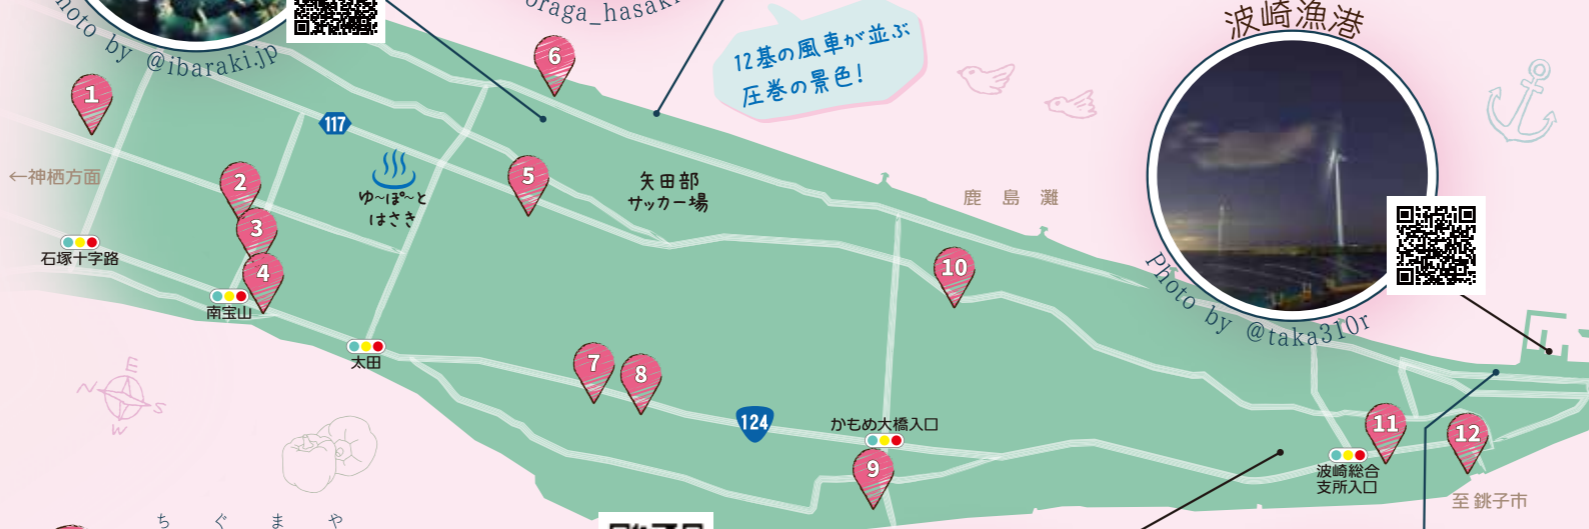 Photo by @ibaraki.jp
oraga_hasaki
12基の風車が並ぶ
圧巻の景色!
波崎漁港
Photo by @taka310r
1
2
3
4
5
6
7
8
9
10
11
12
117
124
←神栖方面
ゆ~ぽ~と
はさき
矢田部
サッカー場
鹿島灘
石塚十字路
南宝山
太田
かもめ大橋入口
波崎総合
支所入口
至 銚子市
N
E
S
W
ちぐまや